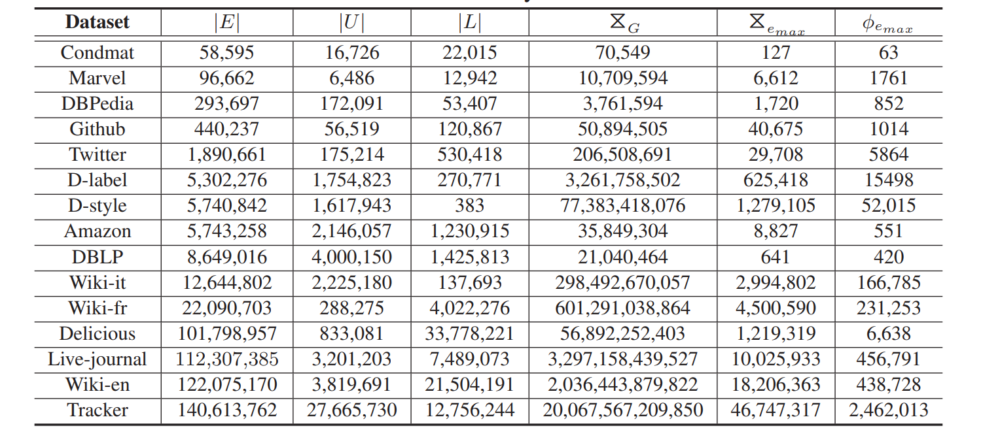 Dataset |E| |U| |L| ⧖_G ⧖_{e_{max}} ϕ_{e_{max}}
Condmat 58,595 16,726 22,015 70,549 127 63
Marvel 96,662 6,486 12,942 10,709,594 6,612 1761
DBPedia 293,697 172,091 53,407 3,761,594 1,720 852
Github 440,237 56,519 120,867 50,894,505 40,675 1014
Twitter 1,890,661 175,214 530,418 206,508,691 29,708 5864
D-label 5,302,276 1,754,823 270,771 3,261,758,502 625,418 15498
D-style 5,740,842 1,617,943 383 77,383,418,076 1,279,105 52,015
Amazon 5,743,258 2,146,057 1,230,915 35,849,304 8,827 551
DBLP 8,649,016 4,000,150 1,425,813 21,040,464 641 420
Wiki-it 12,644,802 2,225,180 137,693 298,492,670,057 2,994,802 166,785
Wiki-fr 22,090,703 288,275 4,022,276 601,291,038,864 4,500,590 231,253
Delicious 101,798,957 833,081 33,778,221 56,892,252,403 1,219,319 6,638
Live-journal 112,307,385 3,201,203 7,489,073 3,297,158,439,527 10,025,933 456,791
Wiki-en 122,075,170 3,819,691 21,504,191 2,036,443,879,822 18,206,363 438,728
Tracker 140,613,762 27,665,730 12,756,244 20,067,567,209,850 46,747,317 2,462,013